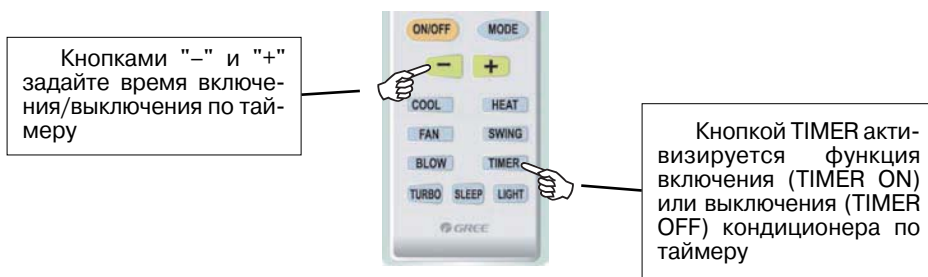 Кнопками "–" и "+"
задайте время включе-
ния/выключения по тай-
меру
ON/OFF MODE
– +
COOL HEAT
FAN SWING
BLOW TIMER
TURBO SLEEP LIGHT
GREE
Кнопкой TIMER акти-
визируется функция
включения (TIMER ON)
или выключения (TIMER
OFF) кондиционера по
таймеру